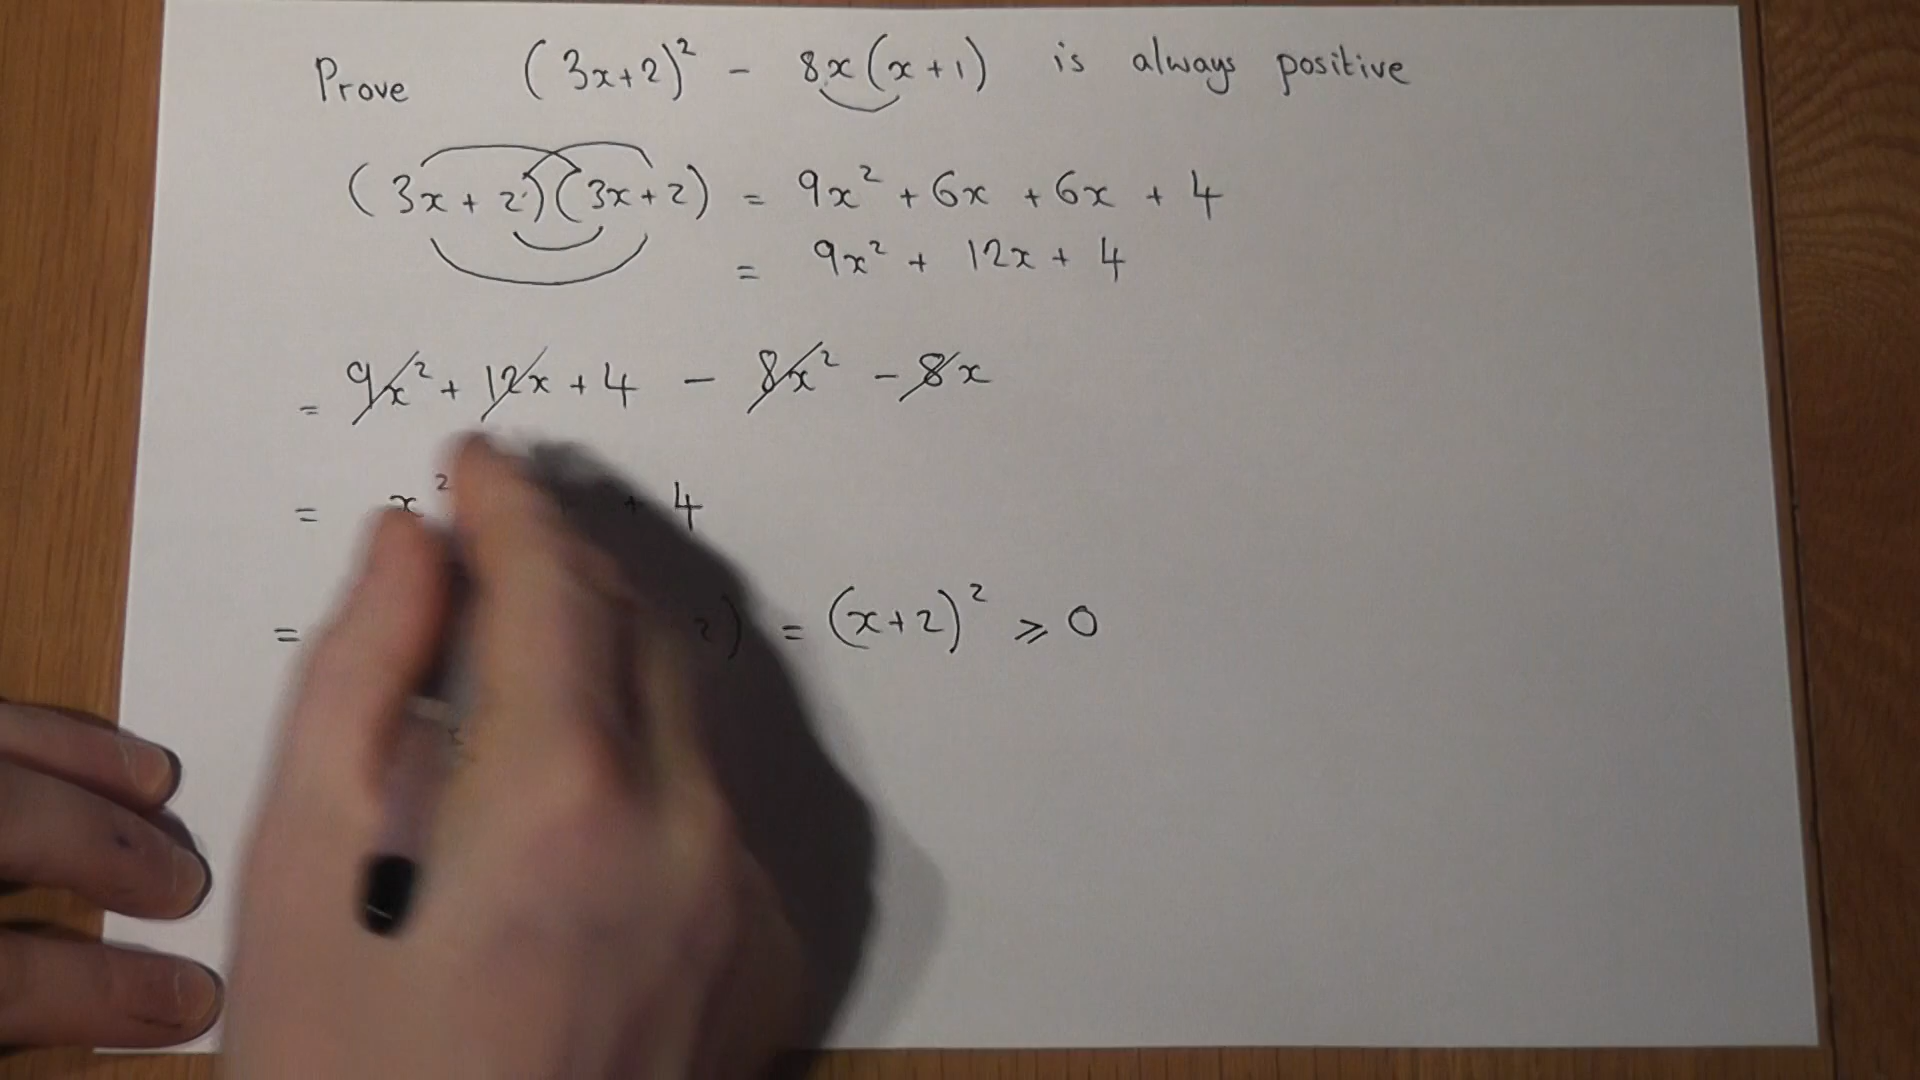 Prove (3x+2)² - 8x(x+1) is always positive
(3x+2)(3x+2) = 9x² + 6x + 6x + 4
= 9x² + 12x + 4
= 9x² + 12x + 4 - 8x² - 8x
= x² + 4
= 2) = (x+2)² ⩾ 0